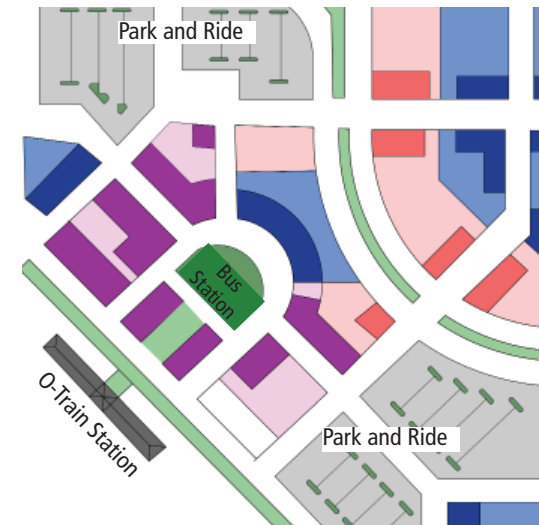 Park and Ride
Bus
Station
O-Train Station
Park and Ride